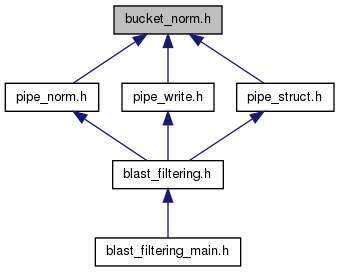 bucket_norm.h
pipe_norm.h
pipe_write.h
pipe_struct.h
blast_filtering.h
blast_filtering_main.h